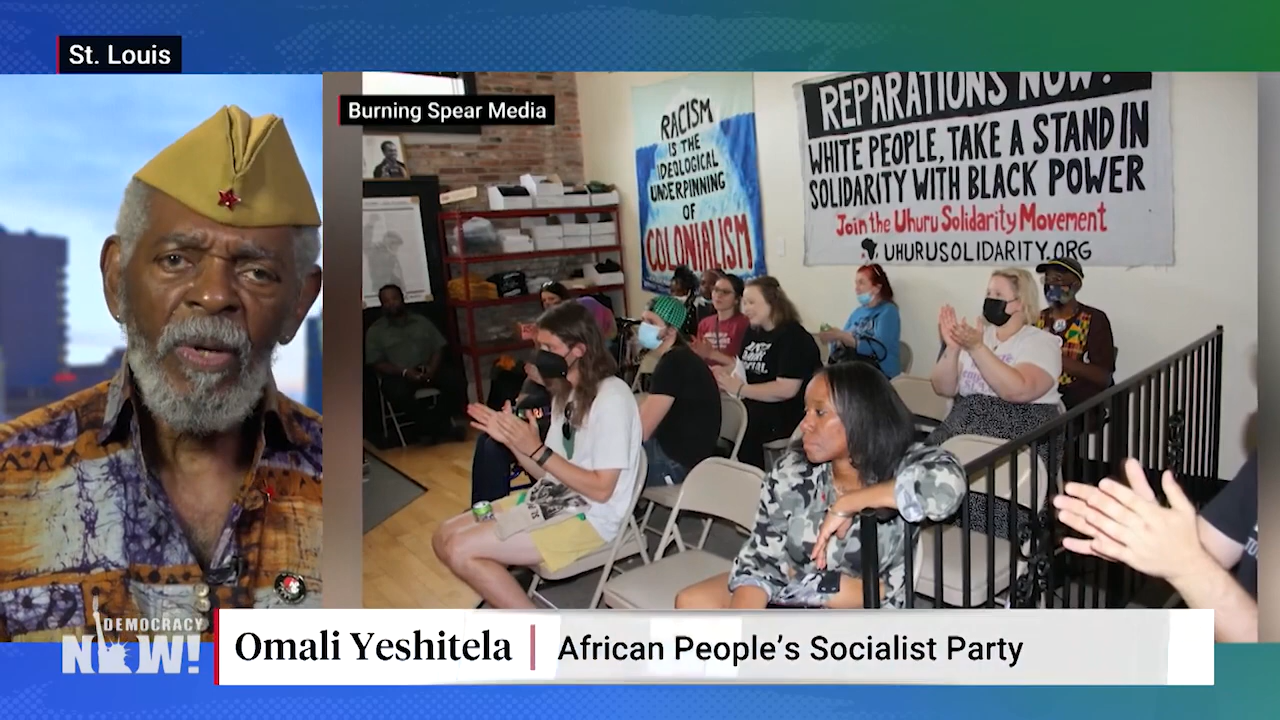 St. Louis
Burning Spear Media
RACISM
IS THE
IDEOLOGICAL
UNDERPINNING
OF
COLONIALISM
REPARATIONS NOW!
WHITE PEOPLE, TAKE A STAND IN
SOLIDARITY WITH BLACK POWER
Join the Uhuru Solidarity Movement
UHURUSOLIDARITY.ORG
DEMOCRACY
NOW!
Omali Yeshitela | African People's Socialist Party